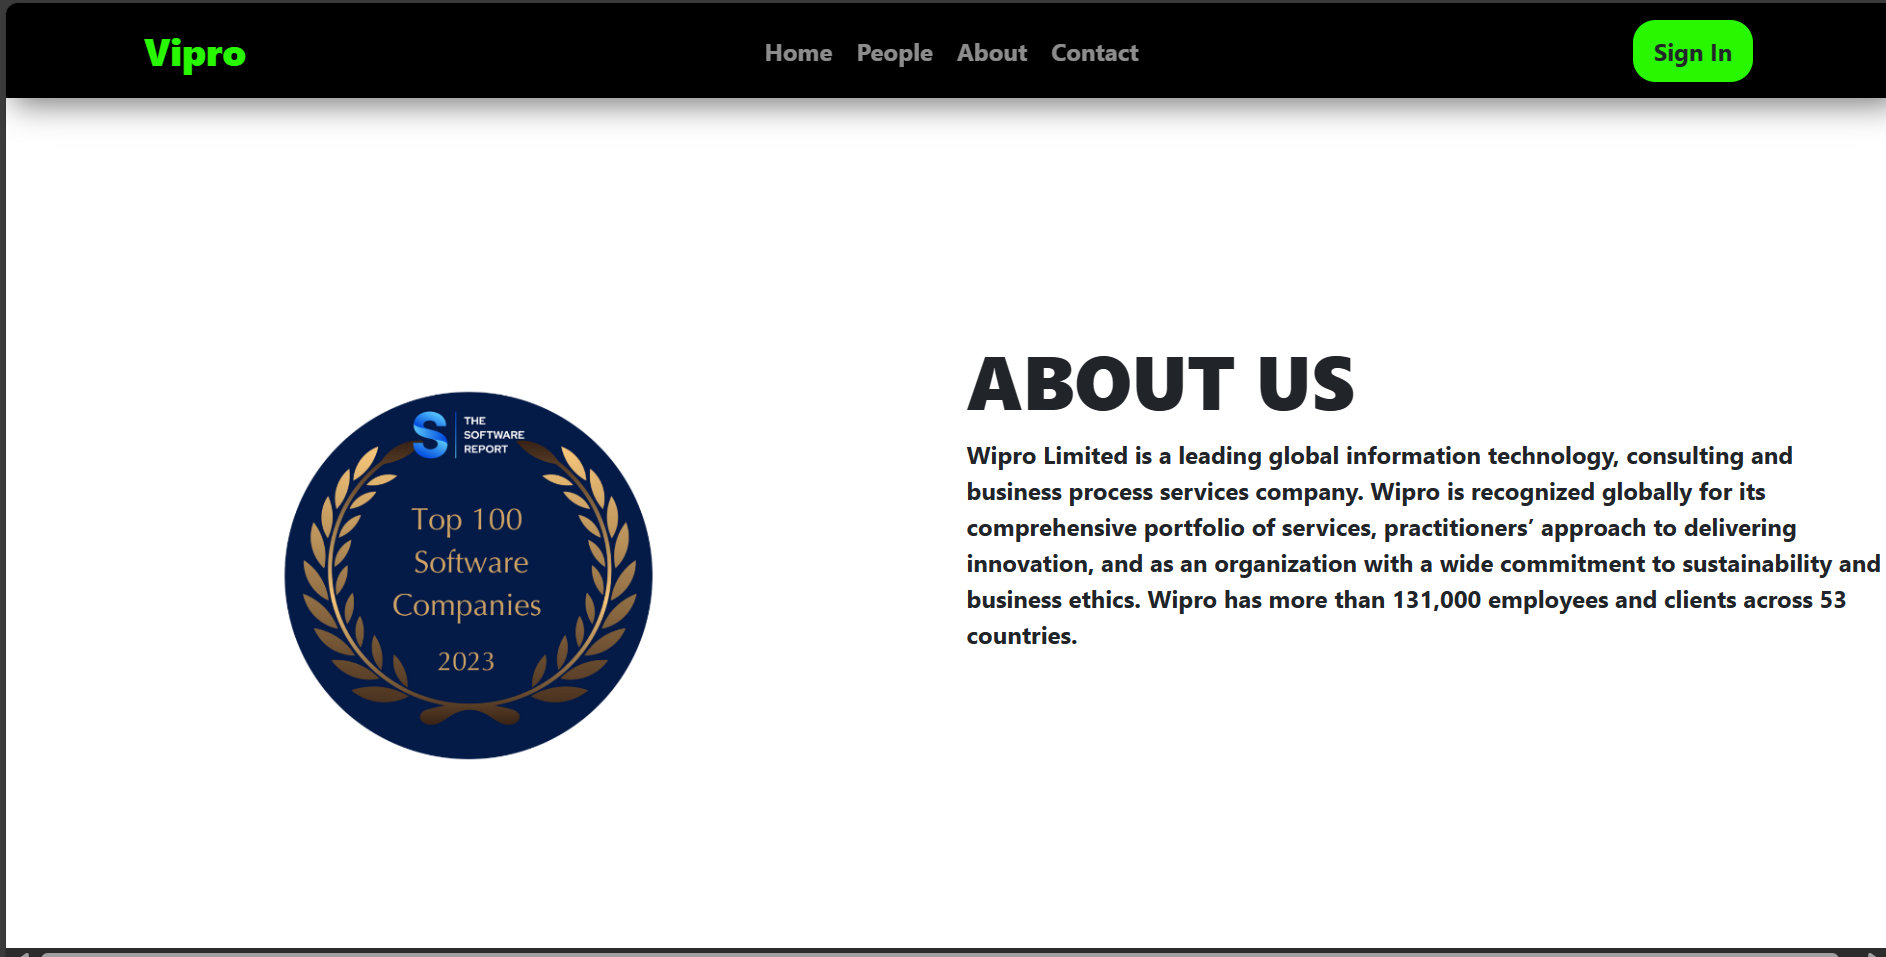 Vipro
Home People About Contact
Sign In
THE
SOFTWARE
REPORT
Top 100
Software
Companies
2023
ABOUT US
Wipro Limited is a leading global information technology, consulting and
business process services company. Wipro is recognized globally for its
comprehensive portfolio of services, practitioners’ approach to delivering
innovation, and as an organization with a wide commitment to sustainability and
business ethics. Wipro has more than 131,000 employees and clients across 53
countries.